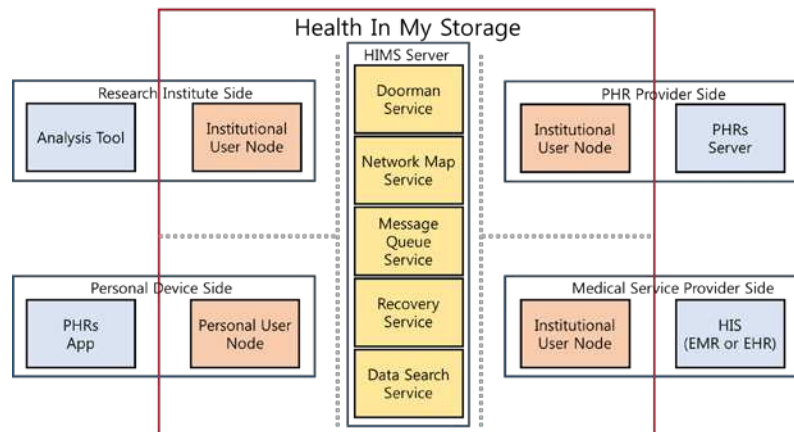 Health In My Storage
HIMS Server
Doorman
Service
Network Map
Service
Message
Queue
Service
Recovery
Service
Data Search
Service
Research Institute Side
Analysis Tool
Institutional
User Node
Personal Device Side
PHRs
App
Personal User
Node
PHR Provider Side
Institutional
User Node
PHRs
Server
Medical Service Provider Side
Institutional
User Node
HIS
(EMR or EHR)